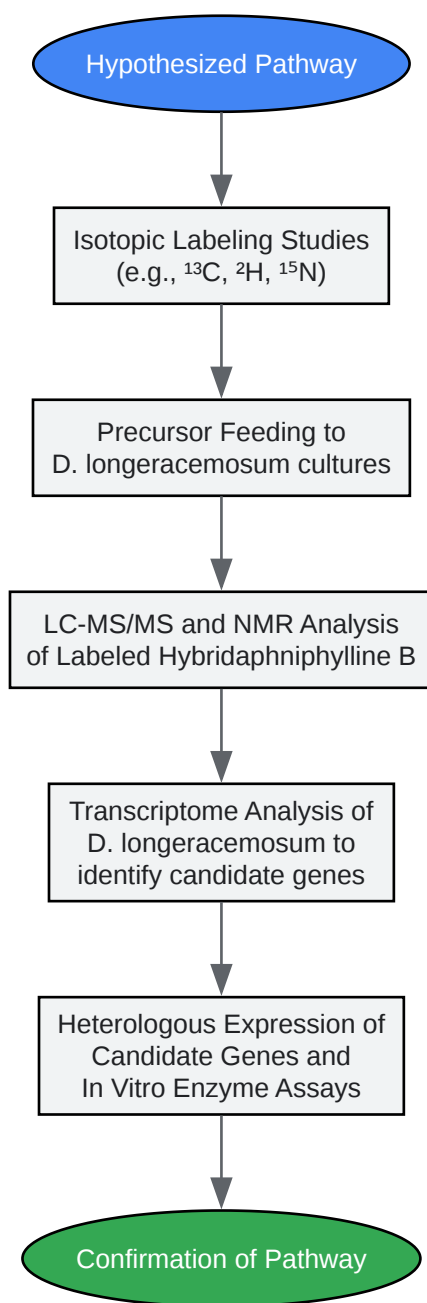 Hypothesized Pathway
Isotopic Labeling Studies
(e.g., ¹³C, ²H, ¹⁵N)
Precursor Feeding to
D. longeracemosum cultures
LC-MS/MS and NMR Analysis
of Labeled Hybridaphniphylline B
Transcriptome Analysis of
D. longeracemosum to
identify candidate genes
Heterologous Expression of
Candidate Genes and
In Vitro Enzyme Assays
Confirmation of Pathway